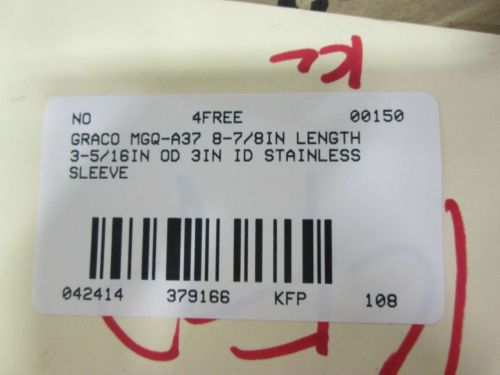 NO 4FREE 00150
GRACO MGQ-A37 8-7/8IN LENGTH
3-5/16IN OD 3IN ID STAINLESS
SLEEVE
042414 379166 KFP 108